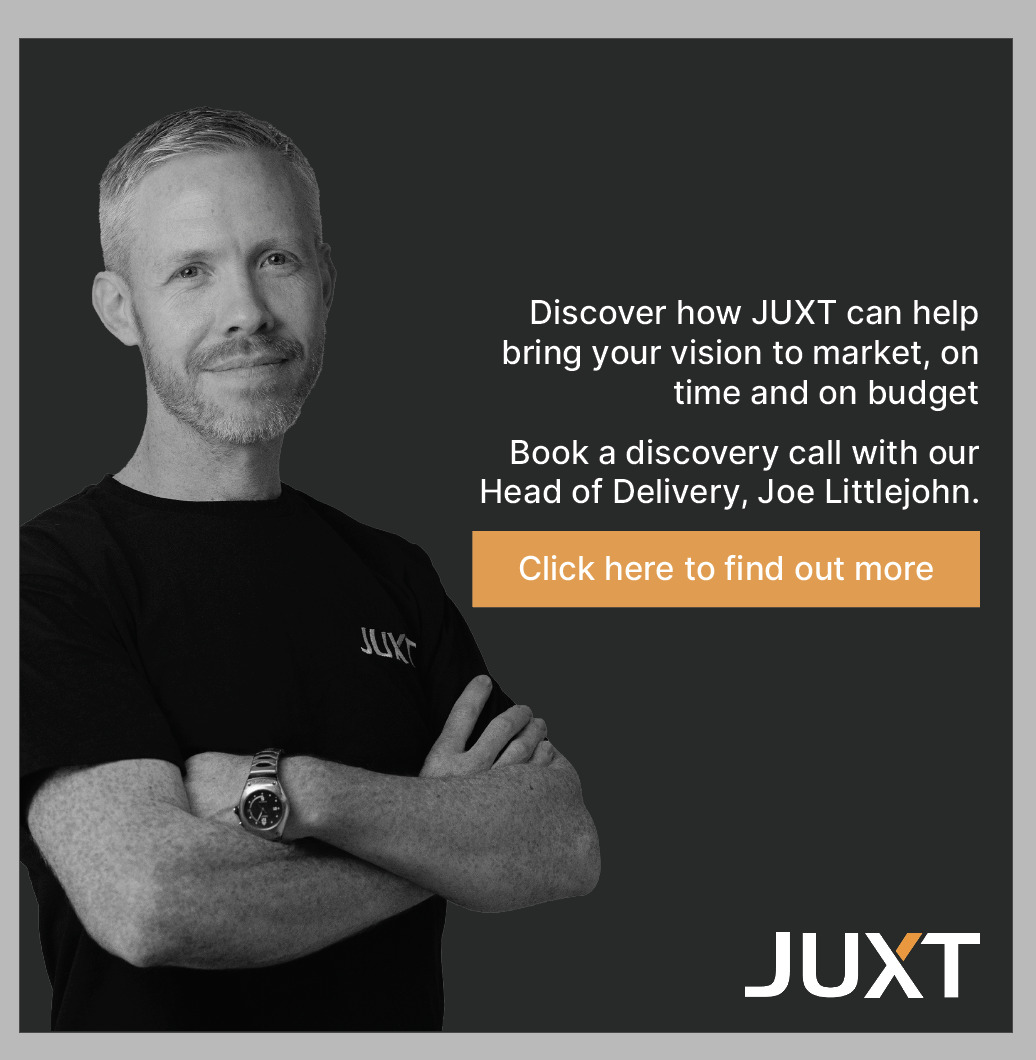 Discover how JUXT can help
bring your vision to market, on
time and on budget
Book a discovery call with our
Head of Delivery, Joe Littlejohn.
Click here to find out more
JUXT
JUXT